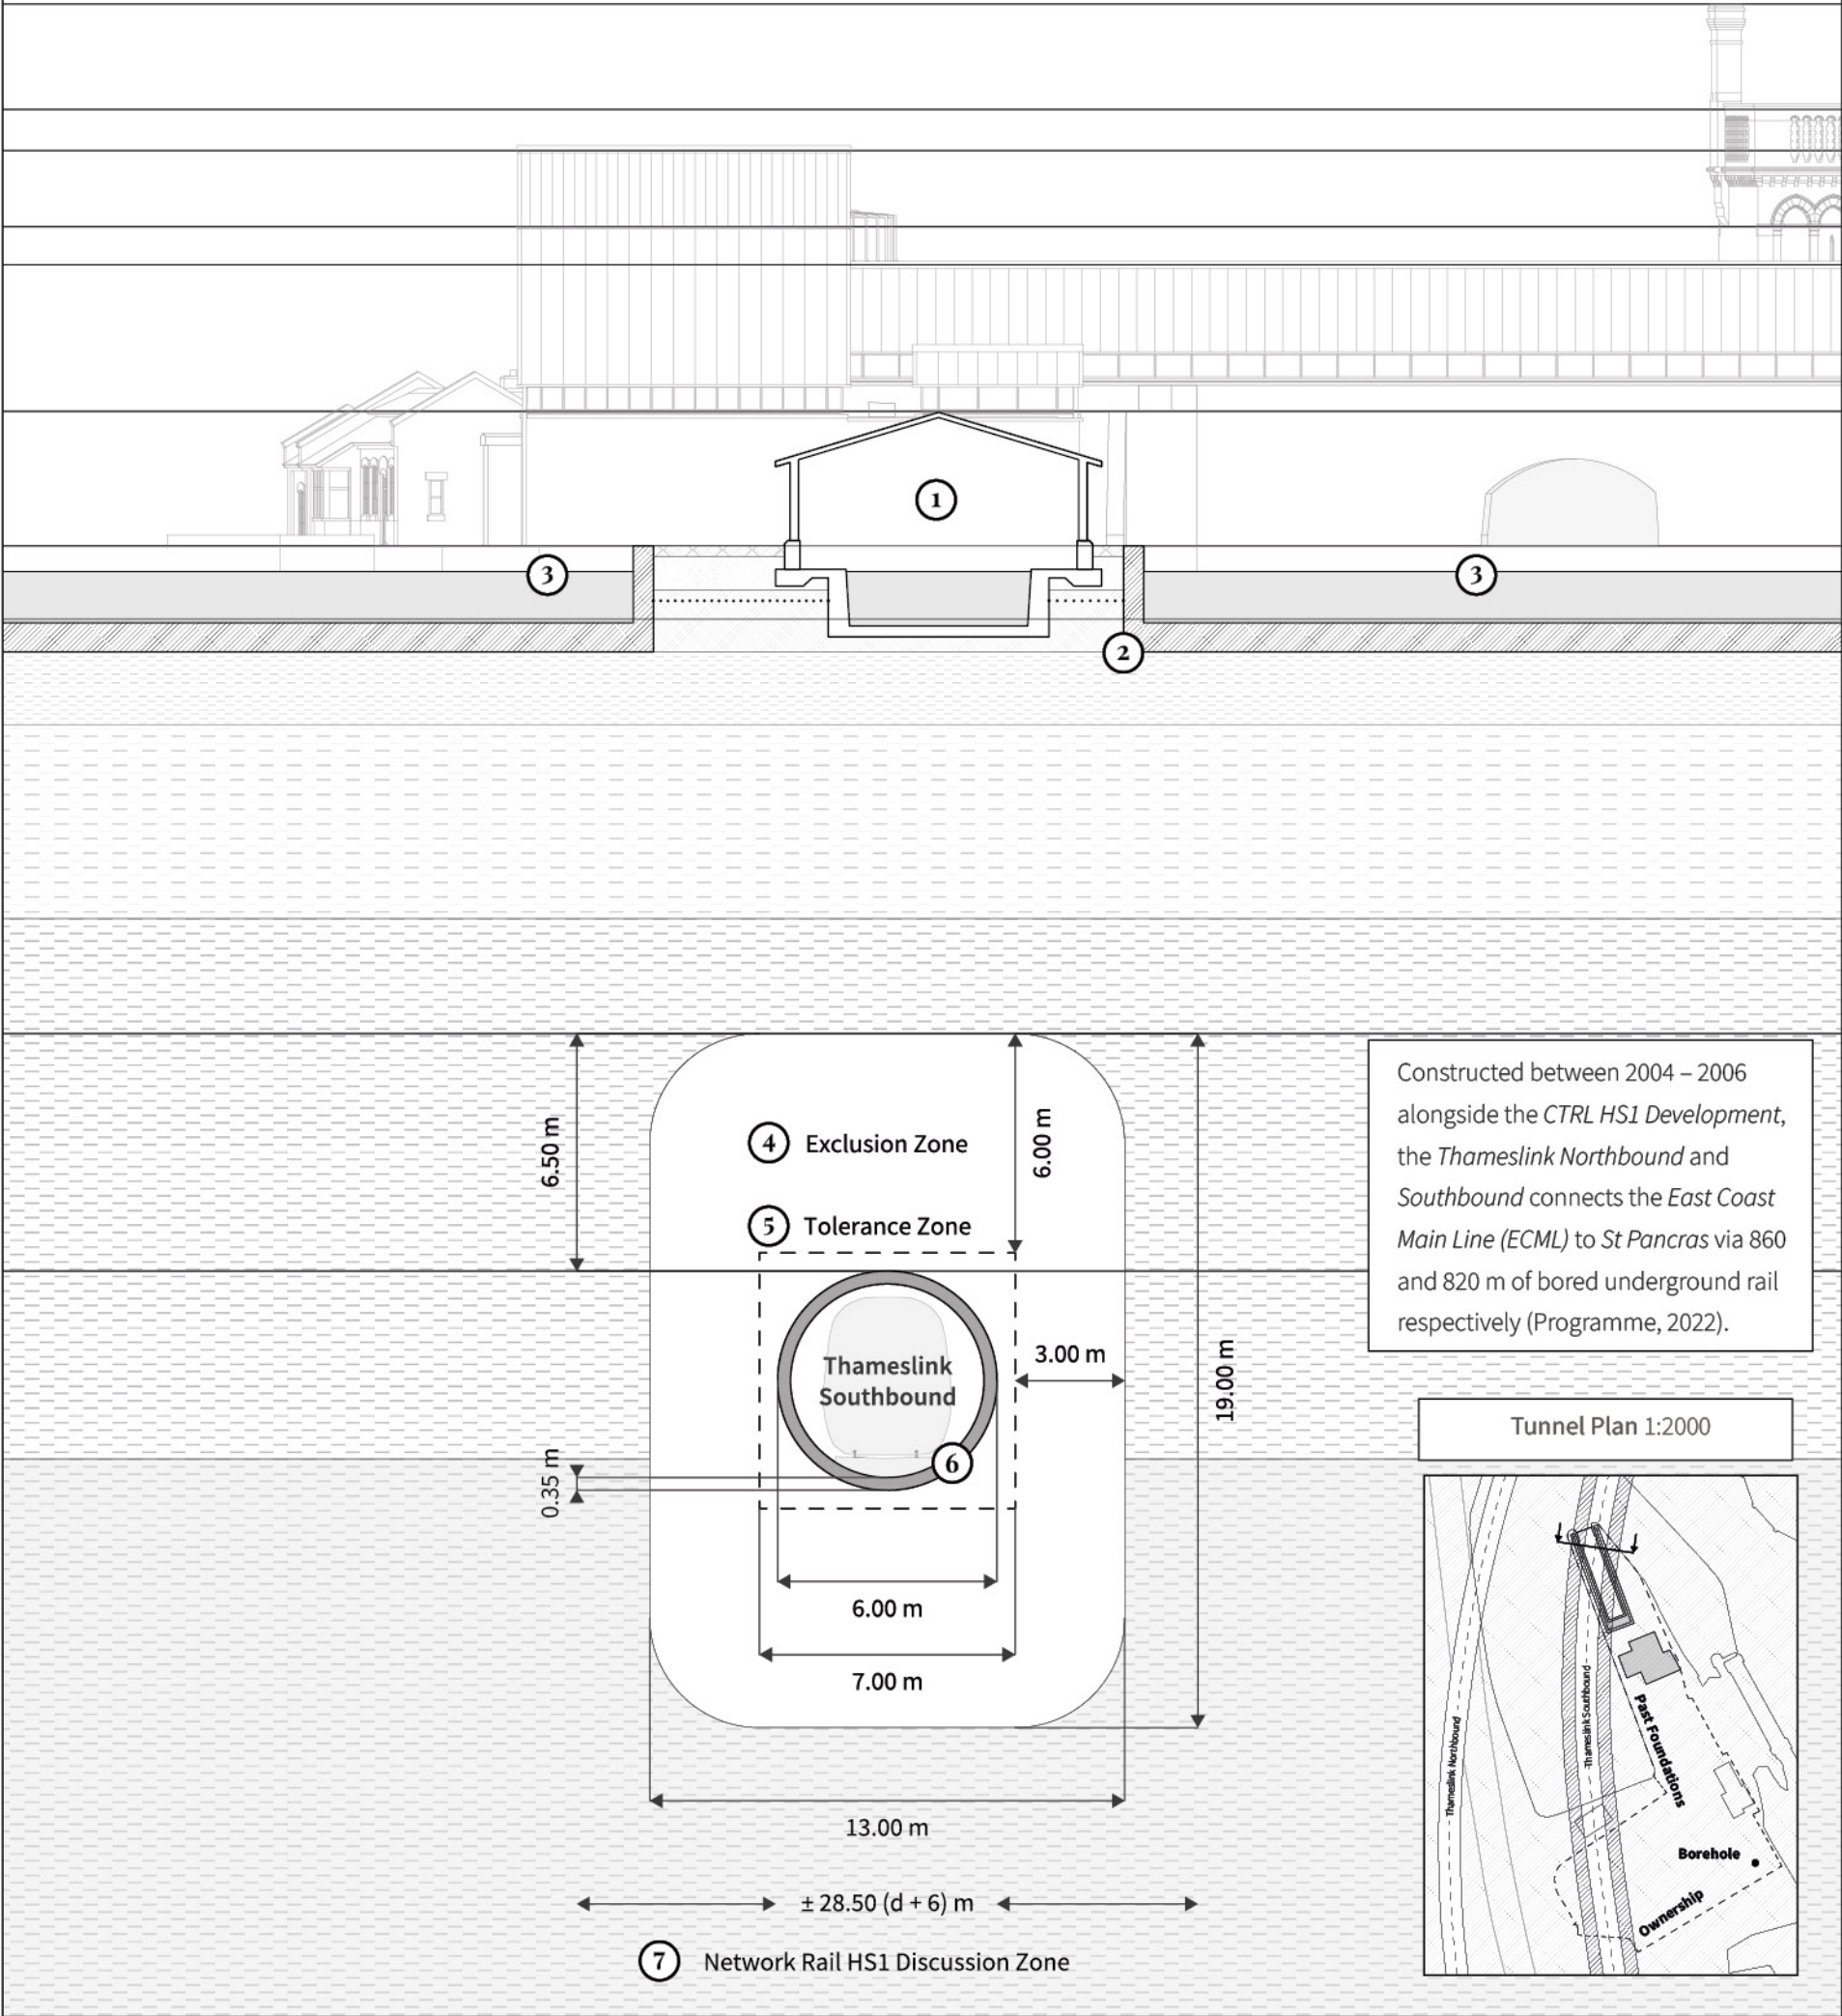 1
3
3
2
6.50 m
6.00 m
4 Exclusion Zone
5 Tolerance Zone
Thameslink
Southbound
6
3.00 m
19.00 m
0.35 m
6.00 m
7.00 m
13.00 m
± 28.50 (d + 6) m
7 Network Rail HS1 Discussion Zone
Constructed between 2004 – 2006
alongside the CTRL HS1 Development,
the Thameslink Northbound and
Southbound connects the East Coast
Main Line (ECML) to St Pancras via 860
and 820 m of bored underground rail
respectively (Programme, 2022).
Tunnel Plan 1:2000
Thameslink Northbound
Thameslink Southbound
Past Foundations
Borehole
Ownership